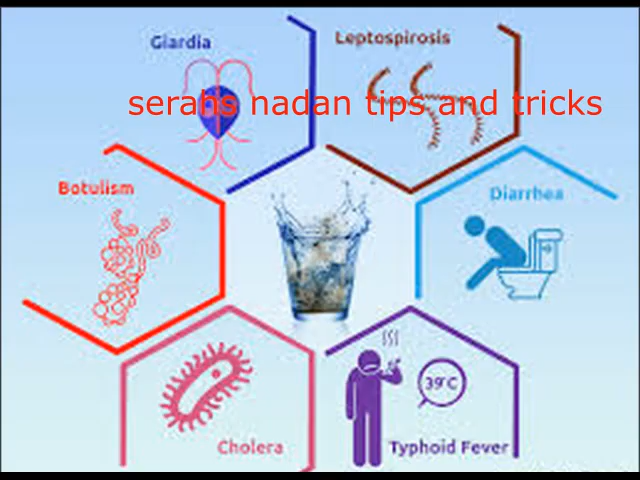 Giardia
Leptospirosis
serahs nadan tips and tricks
Botulism
Diarrhea
39°C
Cholera
Typhoid Fever